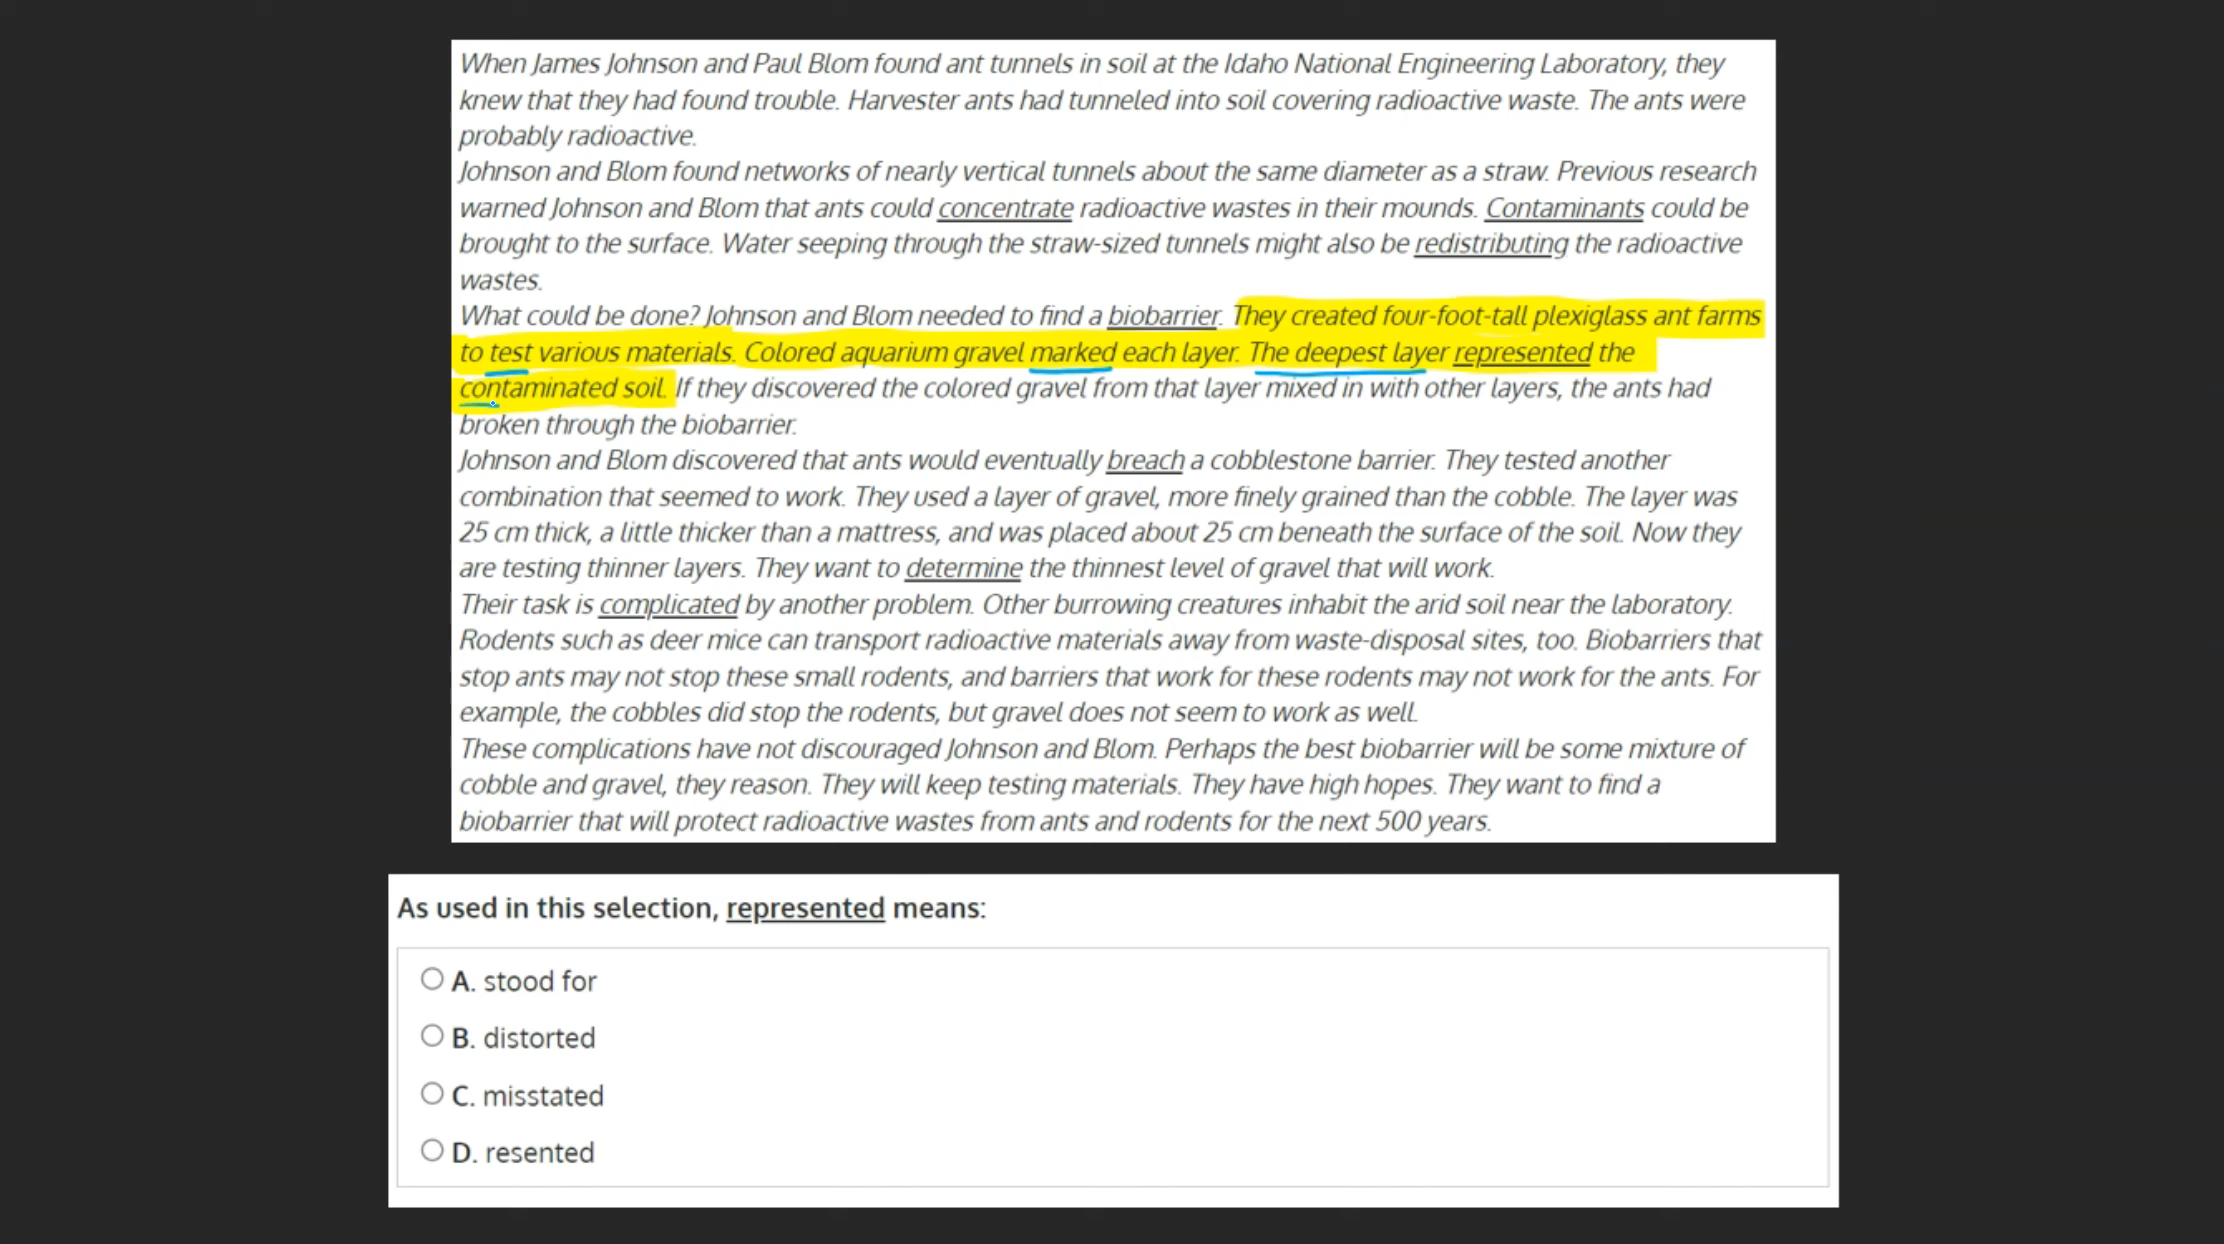 When James Johnson and Paul Blom found ant tunnels in soil at the Idaho National Engineering Laboratory, they
knew that they had found trouble. Harvester ants had tunneled into soil covering radioactive waste. The ants were
probably radioactive.
Johnson and Blom found networks of nearly vertical tunnels about the same diameter as a straw. Previous research
warned Johnson and Blom that ants could concentrate radioactive wastes in their mounds. Contaminants could be
brought to the surface. Water seeping through the straw-sized tunnels might also be redistributing the radioactive
wastes.
What could be done? Johnson and Blom needed to find a biobarrier. They created four-foot-tall plexiglass ant farms
to test various materials. Colored aquarium gravel marked each layer. The deepest layer represented the
contaminated soil. If they discovered the colored gravel from that layer mixed in with other layers, the ants had
broken through the biobarrier.
Johnson and Blom discovered that ants would eventually breach a cobblestone barrier. They tested another
combination that seemed to work. They used a layer of gravel, more finely grained than the cobble. The layer was
25 cm thick, a little thicker than a mattress, and was placed about 25 cm beneath the surface of the soil. Now they
are testing thinner layers. They want to determine the thinnest level of gravel that will work.
Their task is complicated by another problem. Other burrowing creatures inhabit the arid soil near the laboratory.
Rodents such as deer mice can transport radioactive materials away from waste-disposal sites, too. Biobarriers that
stop ants may not stop these small rodents, and barriers that work for these rodents may not work for the ants. For
example, the cobbles did stop the rodents, but gravel does not seem to work as well.
These complications have not discouraged Johnson and Blom. Perhaps the best biobarrier will be some mixture of
cobble and gravel, they reason. They will keep testing materials. They have high hopes. They want to find a
biobarrier that will protect radioactive wastes from ants and rodents for the next 500 years.
As used in this selection, represented means:
A. stood for
B. distorted
C. misstated
D. resented